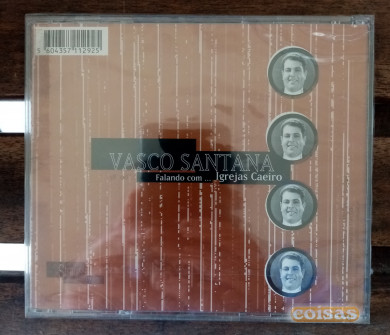 5 604357 112925
VASCO SANTANA
Falando com ... Igrejas Caeiro
coisas